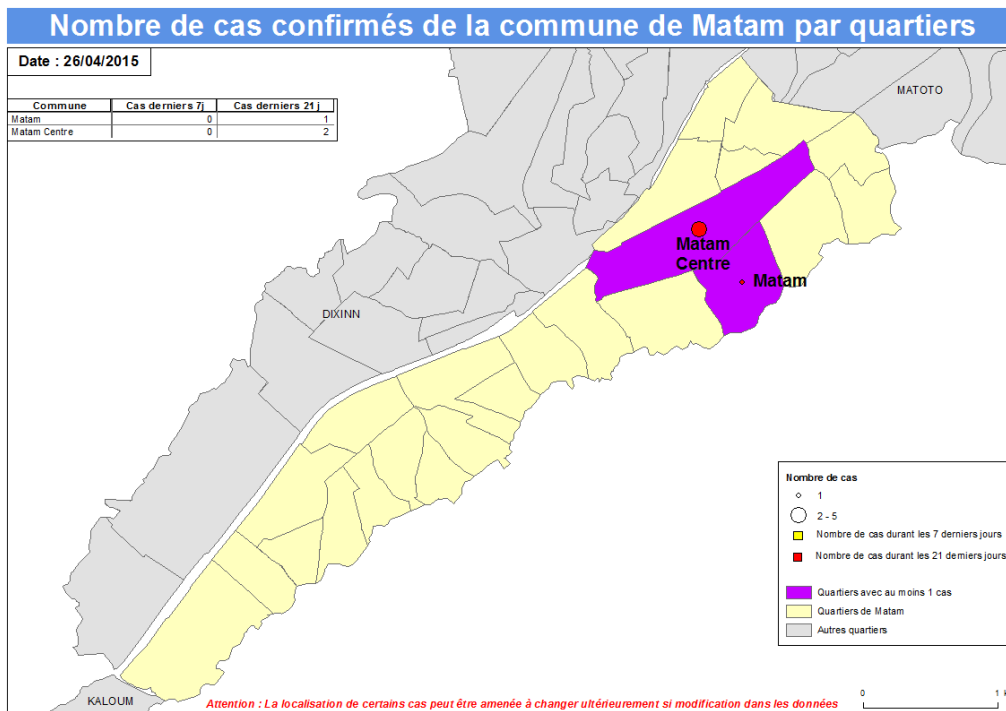 Nombre de cas confirmés de la commune de Matam par quartiers
Date : 26/04/2015
Commune Cas derniers 7j Cas derniers 21 j
Matam 0 1
Matam Centre 0 2
MATOTO
Matam
Centre
Matam
DIXINN
KALOUM
Nombre de cas
1
2 - 5
Nombre de cas durant les 7 derniers jours
Nombre de cas durant les 21 derniers jours
Quartiers avec au moins 1 cas
Quartiers de Matam
Autres quartiers
0 1
Attention : La localisation de certains cas peut être amenée à changer ultérieurement si modification dans les données